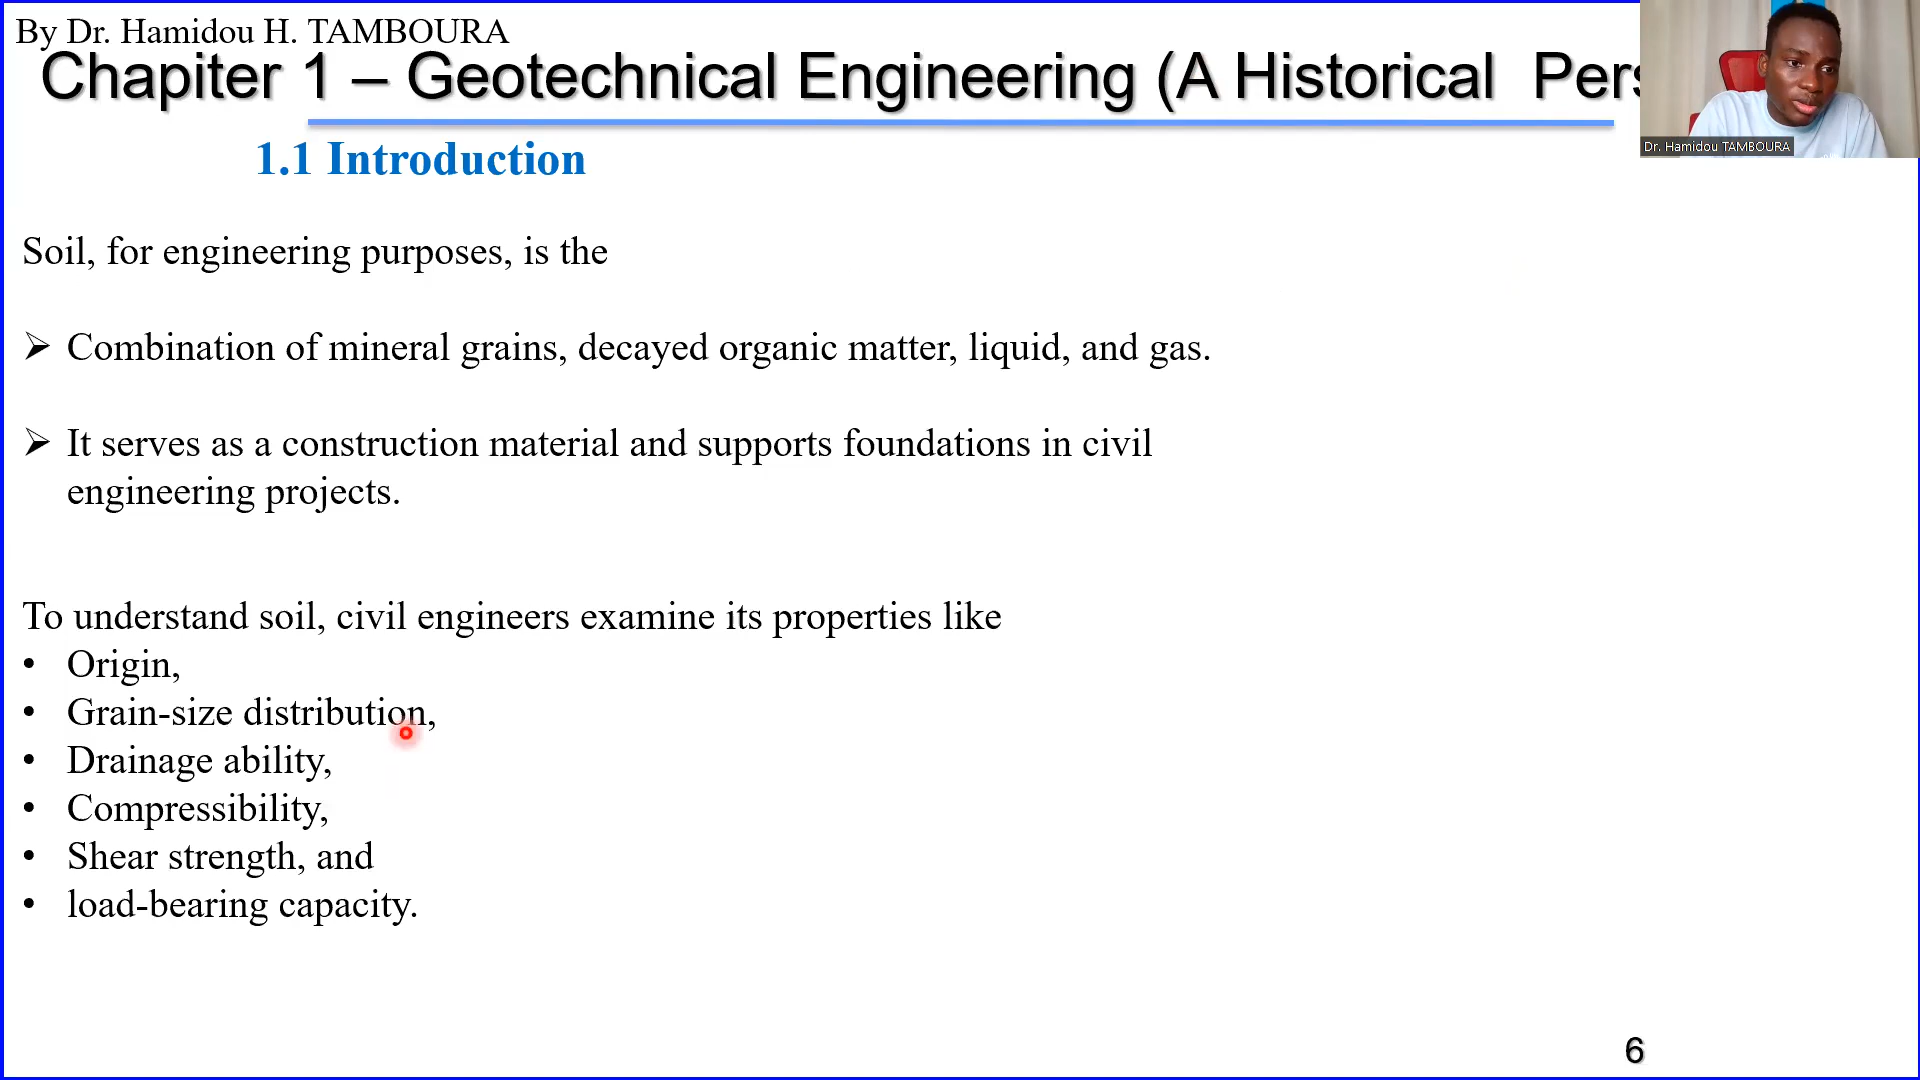 By Dr. Hamidou H. TAMBOURA
Chapiter 1 – Geotechnical Engineering (A Historical Pers
Dr. Hamidou TAMBOURA
1.1 Introduction
Soil, for engineering purposes, is the
➢ Combination of mineral grains, decayed organic matter, liquid, and gas.
➢ It serves as a construction material and supports foundations in civil
engineering projects.
To understand soil, civil engineers examine its properties like
• Origin,
• Grain-size distribution,
• Drainage ability,
• Compressibility,
• Shear strength, and
• load-bearing capacity.
6